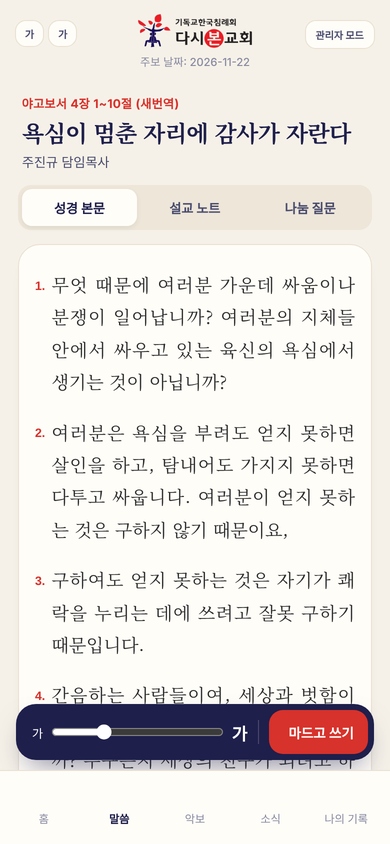 가 가
기독교한국침례회
다시본교회
관리자 모드
주보 날짜: 2026-11-22
야고보서 4장 1~10절 (새번역)
욕심이 멈춘 자리에 감사가 자란다
주진규 담임목사
성경 본문 설교 노트 나눔 질문
1. 무엇 때문에 여러분 가운데 싸움이나
분쟁이 일어납니까? 여러분의 지체들
안에서 싸우고 있는 육신의 욕심에서
생기는 것이 아닙니까?
2. 여러분은 욕심을 부려도 얻지 못하면
살인을 하고, 탐내어도 가지지 못하면
다투고 싸웁니다. 여러분이 얻지 못하
는 것은 구하지 않기 때문이요,
3. 구하여도 얻지 못하는 것은 자기가 쾌
락을 누리는 데에 쓰려고 잘못 구하기
때문입니다.
4. 간음하는 사람들이여, 세상과 벗함이
가 가 마드고 쓰기
홈 말씀 악보 소식 나의 기록